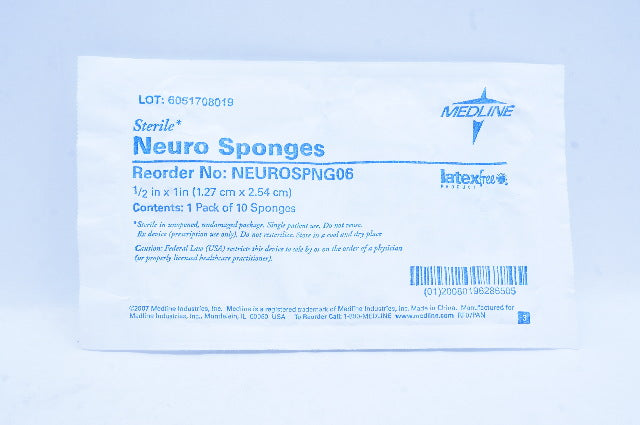 LOT: 6051708019
MEDLINE
Sterile*
Neuro Sponges
Reorder No: NEUROSPNG06
latexfree
PRODUCT
1/2 in x 1in (1.27 cm x 2.54 cm)
Contents: 1 Pack of 10 Sponges
*Sterile in unopened, undamaged package. Single patient use. Do not reuse.
Rx device (prescription use only). Do not resterilize. Store in a cool and dry place
Caution: Federal Law (USA) restricts this device to sale by or on the order of a physician
(or properly licensed healthcare practitioner).
(01)20080196286505
©2007 Medline Industries, Inc. Medline is a registered trademark of Medline Industries, Inc. Made in China. Manufactured for
Medline Industries, Inc., Mundelein, IL 60060 USA To Reorder Call: 1-800-MEDLINE www.medline.com
3